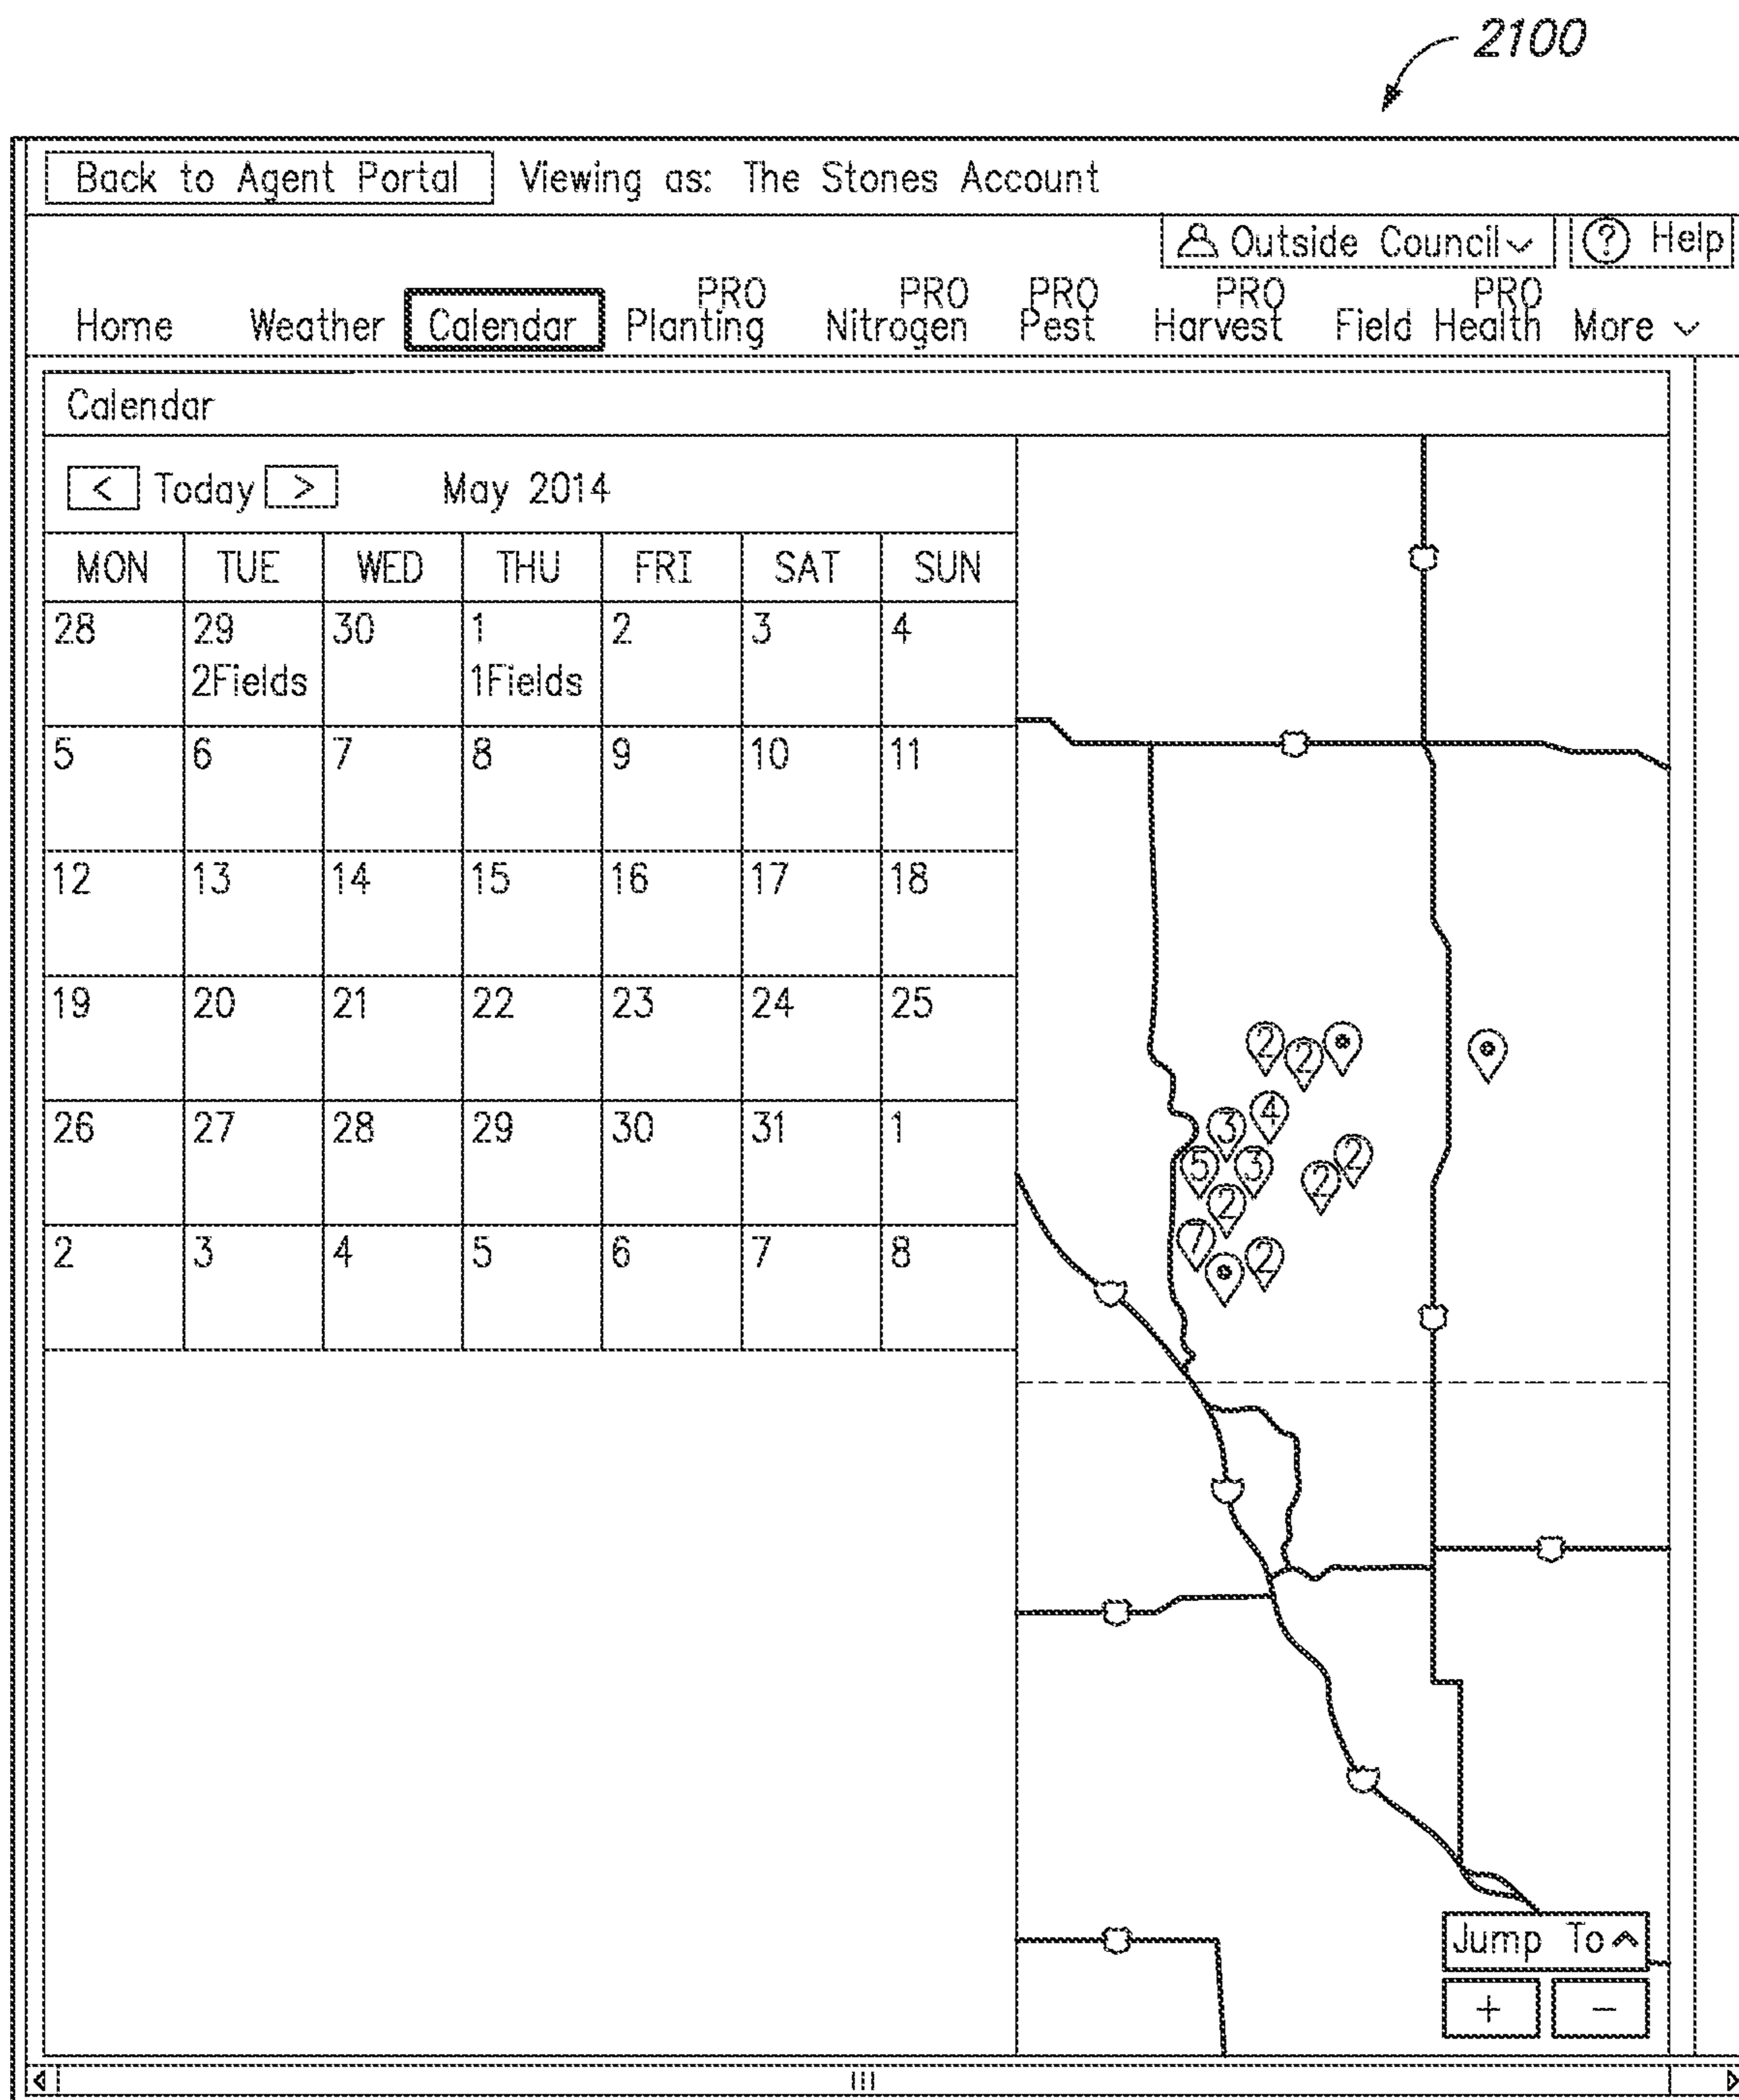 2100
Back to Agent Portal Viewing as: The Stones Account
Outside Council ? Help
PRO PRO PRO PRO PRO
Home Weather Calendar Planting Nitrogen Pest Harvest Field Health More
Calendar
< Today > May 2014
MON TUE WED THU FRI SAT SUN
28 29 30 1 2 3 4
2Fields 1Fields
5 6 7 8 9 10 11
12 13 14 15 16 17 18
19 20 21 22 23 24 25
26 27 28 29 30 31 1
2 3 4 5 6 7 8
2 2
4
3
5 3 2 2
2
7 2
Jump To
+ −